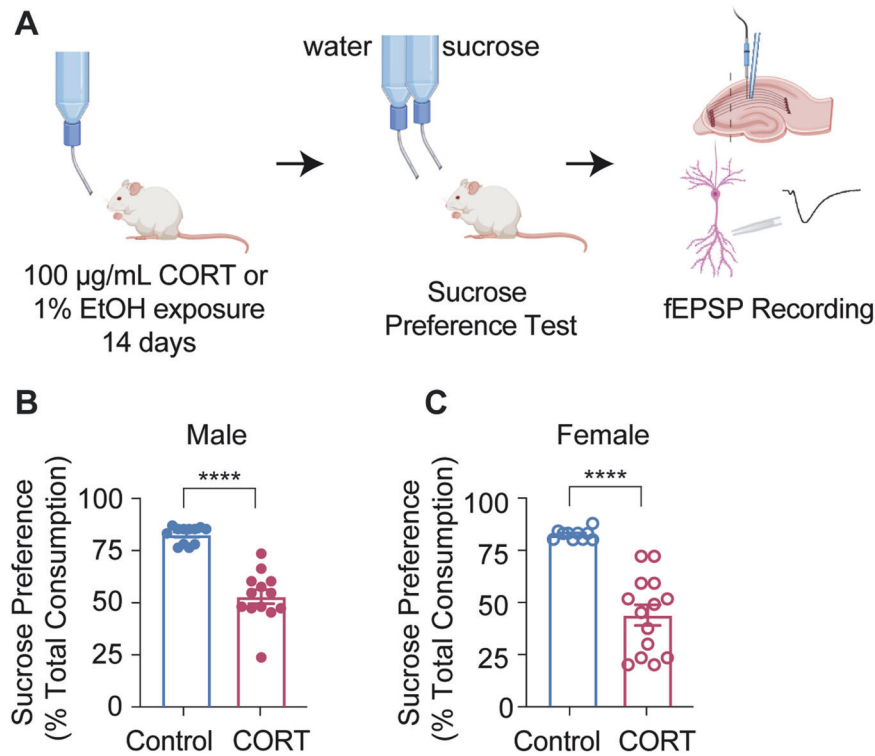 A
water sucrose
100 µg/mL CORT or
1% EtOH exposure
14 days
Sucrose
Preference Test
fEPSP Recording
B
Male
****
Sucrose Preference
(% Total Consumption)
100
75
50
25
0
Control CORT
C
Female
****
Sucrose Preference
(% Total Consumption)
100
75
50
25
0
Control CORT